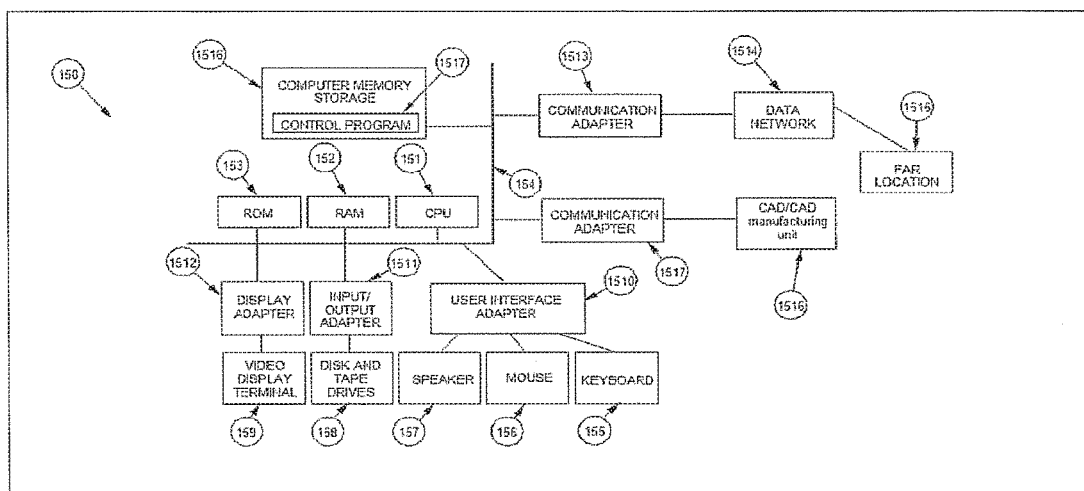 1516
1517
1513
1514
150
COMPUTER MEMORY
STORAGE
CONTROL PROGRAM
COMMUNICATION
ADAPTER
DATA
NETWORK
1515
FAR
LOCATION
153
152
151
154
ROM
RAM
CPU
COMMUNICATION
ADAPTER
CAD/CAD
manufacturing
unit
1512
1511
1510
1517
1516
DISPLAY
ADAPTER
INPUT/
OUTPUT
ADAPTER
USER INTERFACE
ADAPTER
VIDEO
DISPLAY
TERMINAL
DISK AND
TAPE
DRIVES
SPEAKER
MOUSE
KEYBOARD
159
158
157
156
155